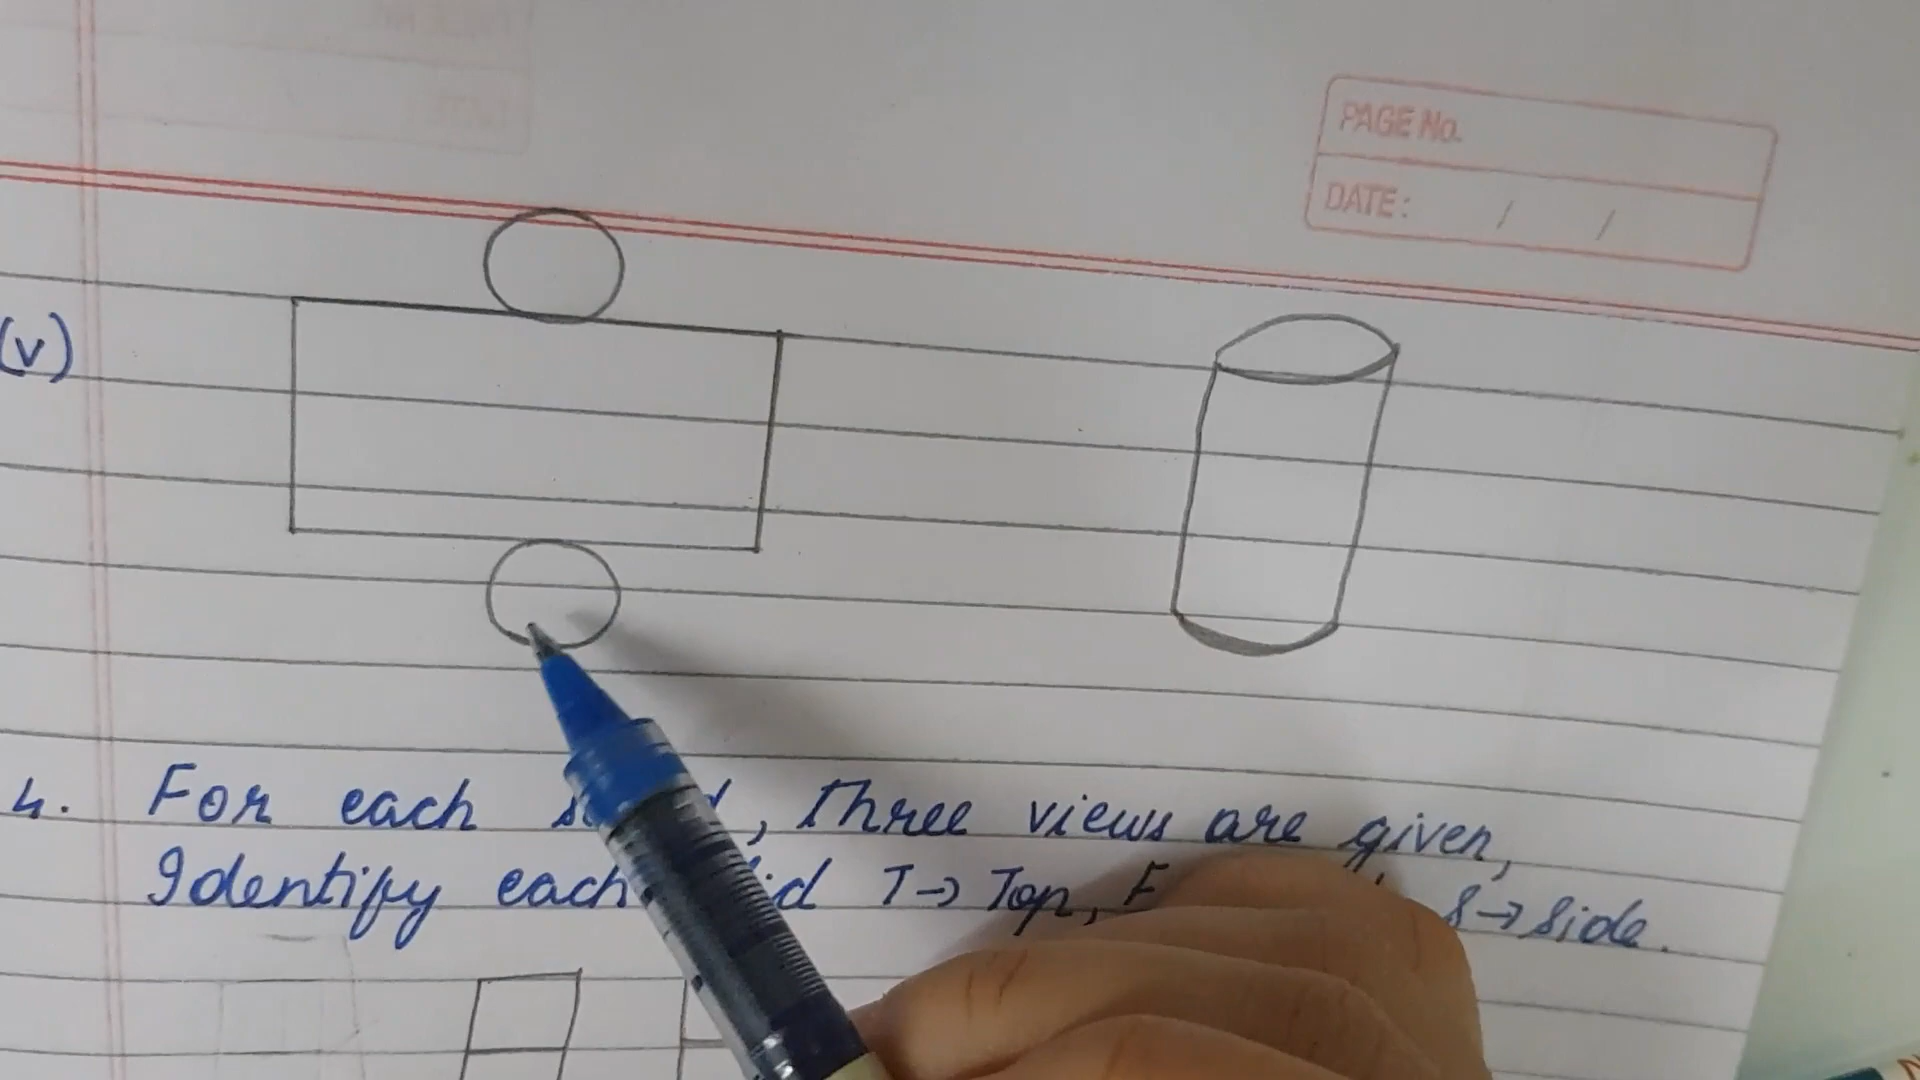 PAGE No.
DATE: / /
(v)
4. For each, three views are given,
Identify each T→ Top, F S→ Side.